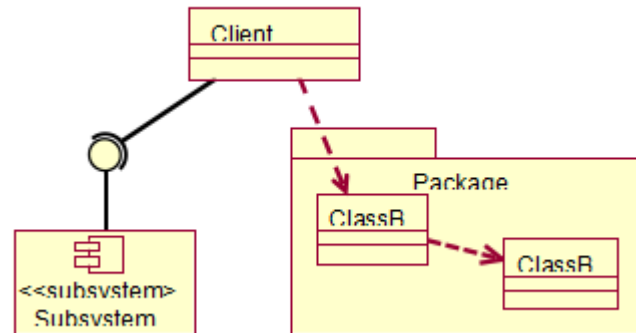 Client
Package
ClassB
ClassB
<<subsystem>
Subsystem